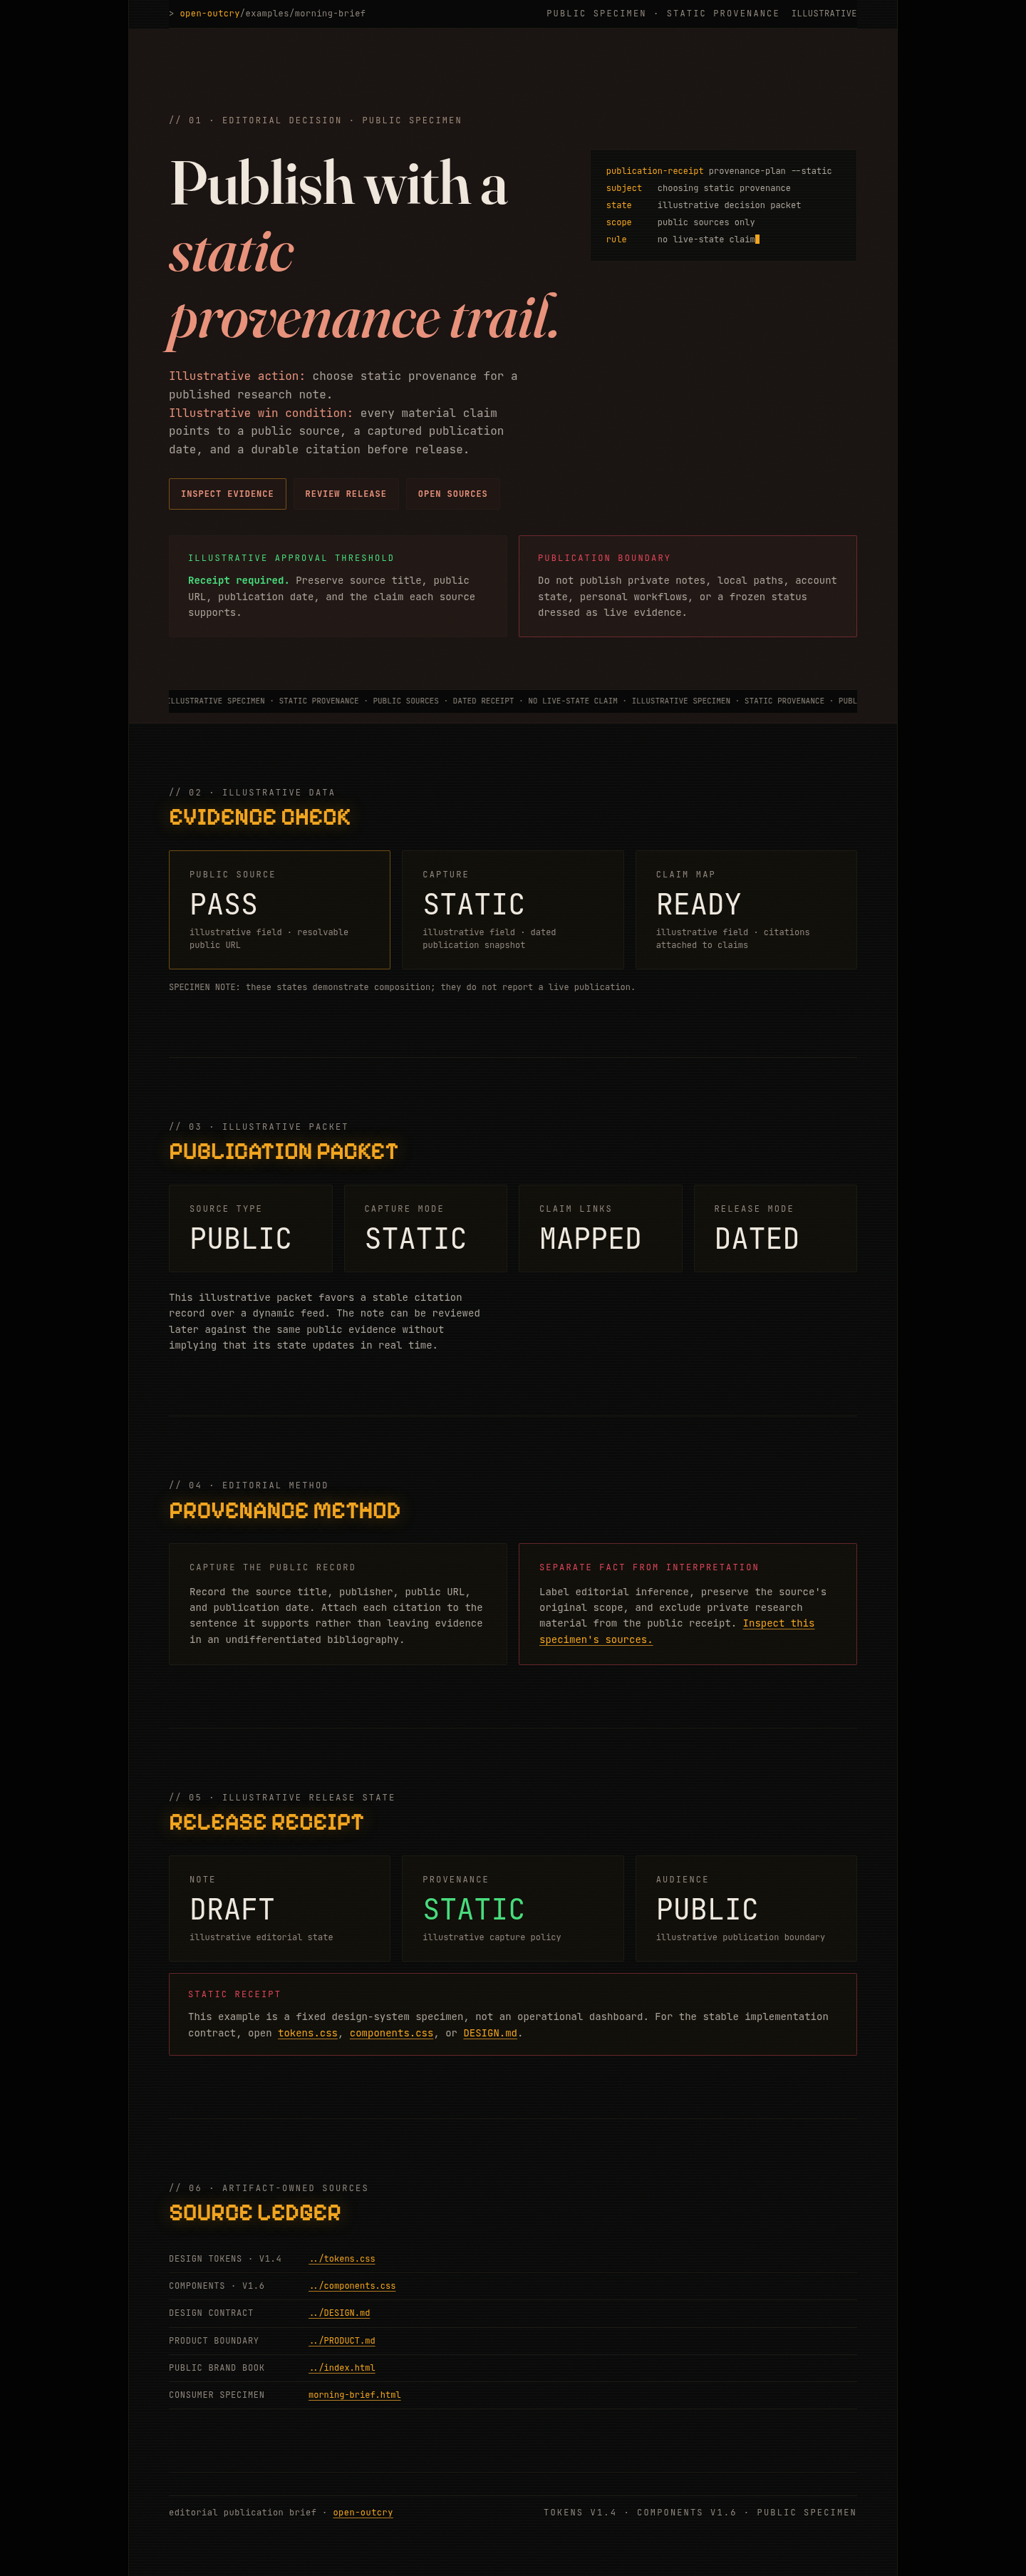 > open-outcry/examples/morning-brief
PUBLIC SPECIMEN · STATIC PROVENANCE ILLUSTRATIVE
// 01 · EDITORIAL DECISION · PUBLIC SPECIMEN
Publish with a
static
provenance trail.
publication-receipt provenance-plan --static
subject choosing static provenance
state illustrative decision packet
scope public sources only
rule no live-state claim
Illustrative action: choose static provenance for a
published research note.
Illustrative win condition: every material claim
points to a public source, a captured publication
date, and a durable citation before release.
INSPECT EVIDENCE
REVIEW RELEASE
OPEN SOURCES
ILLUSTRATIVE APPROVAL THRESHOLD
Receipt required. Preserve source title, public
URL, publication date, and the claim each source
supports.
PUBLICATION BOUNDARY
Do not publish private notes, local paths, account
state, personal workflows, or a frozen status
dressed as live evidence.
ILLUSTRATIVE SPECIMEN · STATIC PROVENANCE · PUBLIC SOURCES · DATED RECEIPT · NO LIVE-STATE CLAIM · ILLUSTRATIVE SPECIMEN · STATIC PROVENANCE · PUBL
// 02 · ILLUSTRATIVE DATA
EVIDENCE CHECK
PUBLIC SOURCE
PASS
illustrative field · resolvable
public URL
CAPTURE
STATIC
illustrative field · dated
publication snapshot
CLAIM MAP
READY
illustrative field · citations
attached to claims
SPECIMEN NOTE: these states demonstrate composition; they do not report a live publication.
// 03 · ILLUSTRATIVE PACKET
PUBLICATION PACKET
SOURCE TYPE
PUBLIC
CAPTURE MODE
STATIC
CLAIM LINKS
MAPPED
RELEASE MODE
DATED
This illustrative packet favors a stable citation
record over a dynamic feed. The note can be reviewed
later against the same public evidence without
implying that its state updates in real time.
// 04 · EDITORIAL METHOD
PROVENANCE METHOD
CAPTURE THE PUBLIC RECORD
Record the source title, publisher, public URL,
and publication date. Attach each citation to the
sentence it supports rather than leaving evidence
in an undifferentiated bibliography.
SEPARATE FACT FROM INTERPRETATION
Label editorial inference, preserve the source's
original scope, and exclude private research
material from the public receipt. Inspect this
specimen's sources.
// 05 · ILLUSTRATIVE RELEASE STATE
RELEASE RECEIPT
NOTE
DRAFT
illustrative editorial state
PROVENANCE
STATIC
illustrative capture policy
AUDIENCE
PUBLIC
illustrative publication boundary
STATIC RECEIPT
This example is a fixed design-system specimen, not an operational dashboard. For the stable implementation
contract, open tokens.css, components.css, or DESIGN.md.
// 06 · ARTIFACT-OWNED SOURCES
SOURCE LEDGER
DESIGN TOKENS · V1.4 ../tokens.css
COMPONENTS · V1.6 ../components.css
DESIGN CONTRACT ../DESIGN.md
PRODUCT BOUNDARY ../PRODUCT.md
PUBLIC BRAND BOOK ../index.html
CONSUMER SPECIMEN morning-brief.html
editorial publication brief · open-outcry
TOKENS V1.4 · COMPONENTS V1.6 · PUBLIC SPECIMEN